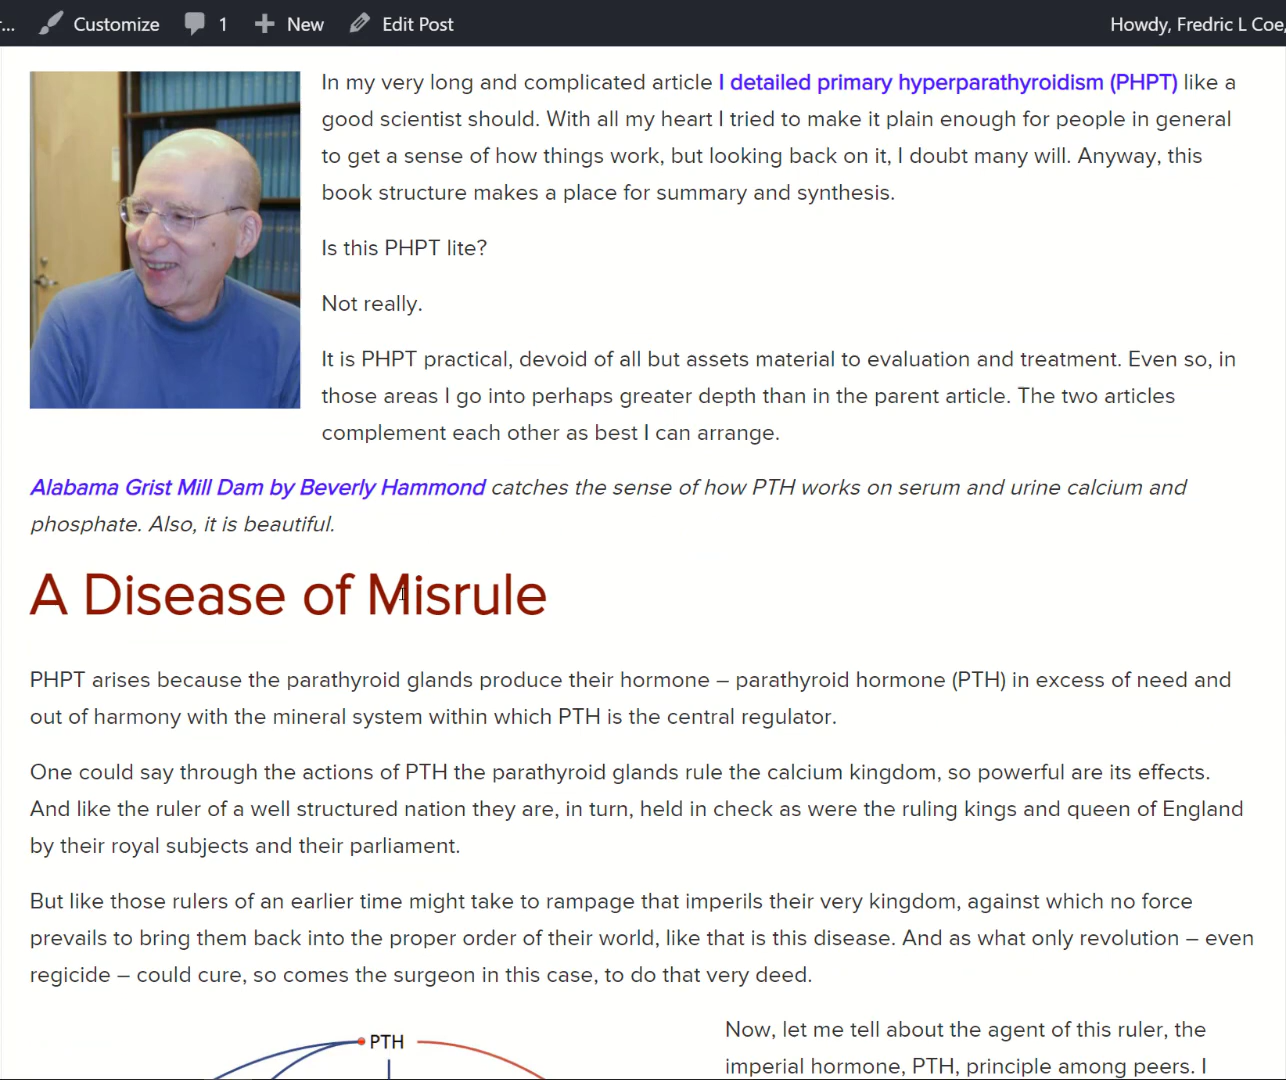 ... Customize 1 New Edit Post Howdy, Fredric L Coe,
In my very long and complicated article I detailed primary hyperparathyroidism (PHPT) like a
good scientist should. With all my heart I tried to make it plain enough for people in general
to get a sense of how things work, but looking back on it, I doubt many will. Anyway, this
book structure makes a place for summary and synthesis.
Is this PHPT lite?
Not really.
It is PHPT practical, devoid of all but assets material to evaluation and treatment. Even so, in
those areas I go into perhaps greater depth than in the parent article. The two articles
complement each other as best I can arrange.
Alabama Grist Mill Dam by Beverly Hammond catches the sense of how PTH works on serum and urine calcium and
phosphate. Also, it is beautiful.
A Disease of Misrule
PHPT arises because the parathyroid glands produce their hormone – parathyroid hormone (PTH) in excess of need and
out of harmony with the mineral system within which PTH is the central regulator.
One could say through the actions of PTH the parathyroid glands rule the calcium kingdom, so powerful are its effects.
And like the ruler of a well structured nation they are, in turn, held in check as were the ruling kings and queen of England
by their royal subjects and their parliament.
But like those rulers of an earlier time might take to rampage that imperils their very kingdom, against which no force
prevails to bring them back into the proper order of their world, like that is this disease. And as what only revolution – even
regicide – could cure, so comes the surgeon in this case, to do that very deed.
PTH
Now, let me tell about the agent of this ruler, the
imperial hormone, PTH, principle among peers. I